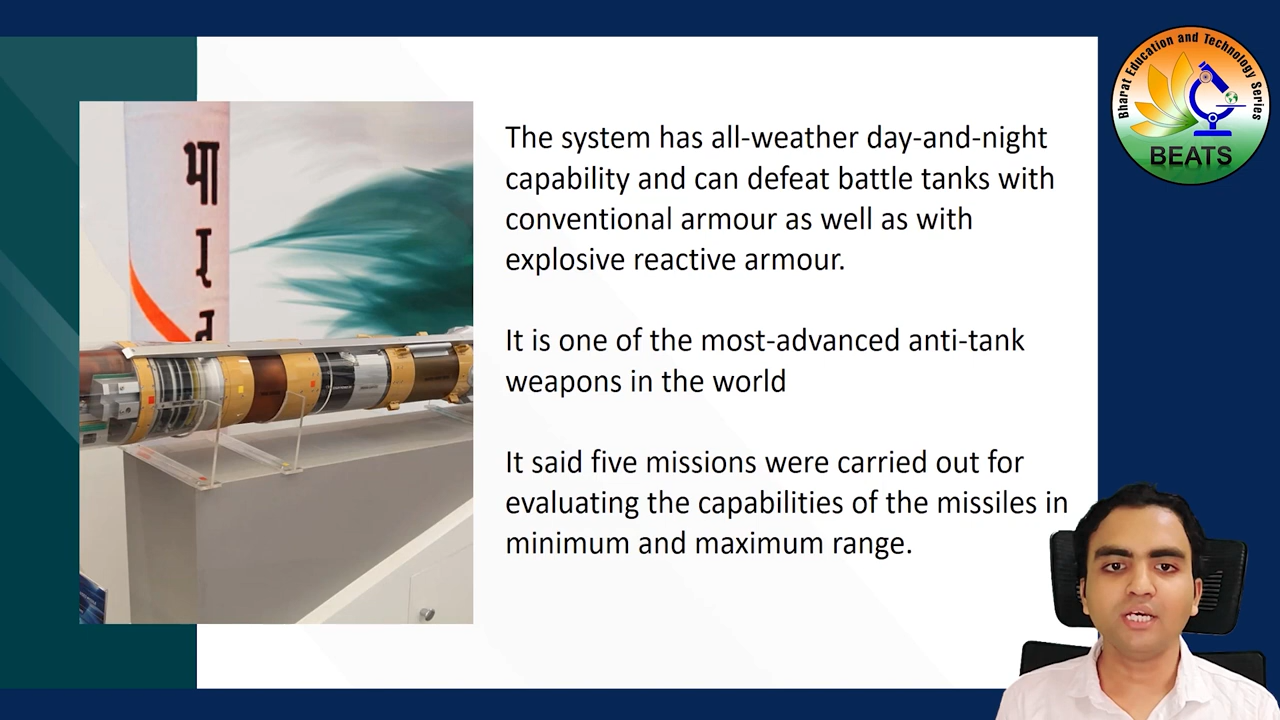 The system has all-weather day-and-night
capability and can defeat battle tanks with
conventional armour as well as with
explosive reactive armour.
It is one of the most-advanced anti-tank
weapons in the world
It said five missions were carried out for
evaluating the capabilities of the missiles in
minimum and maximum range.
Bharat Education and Technology Series
BEATS
भा
र